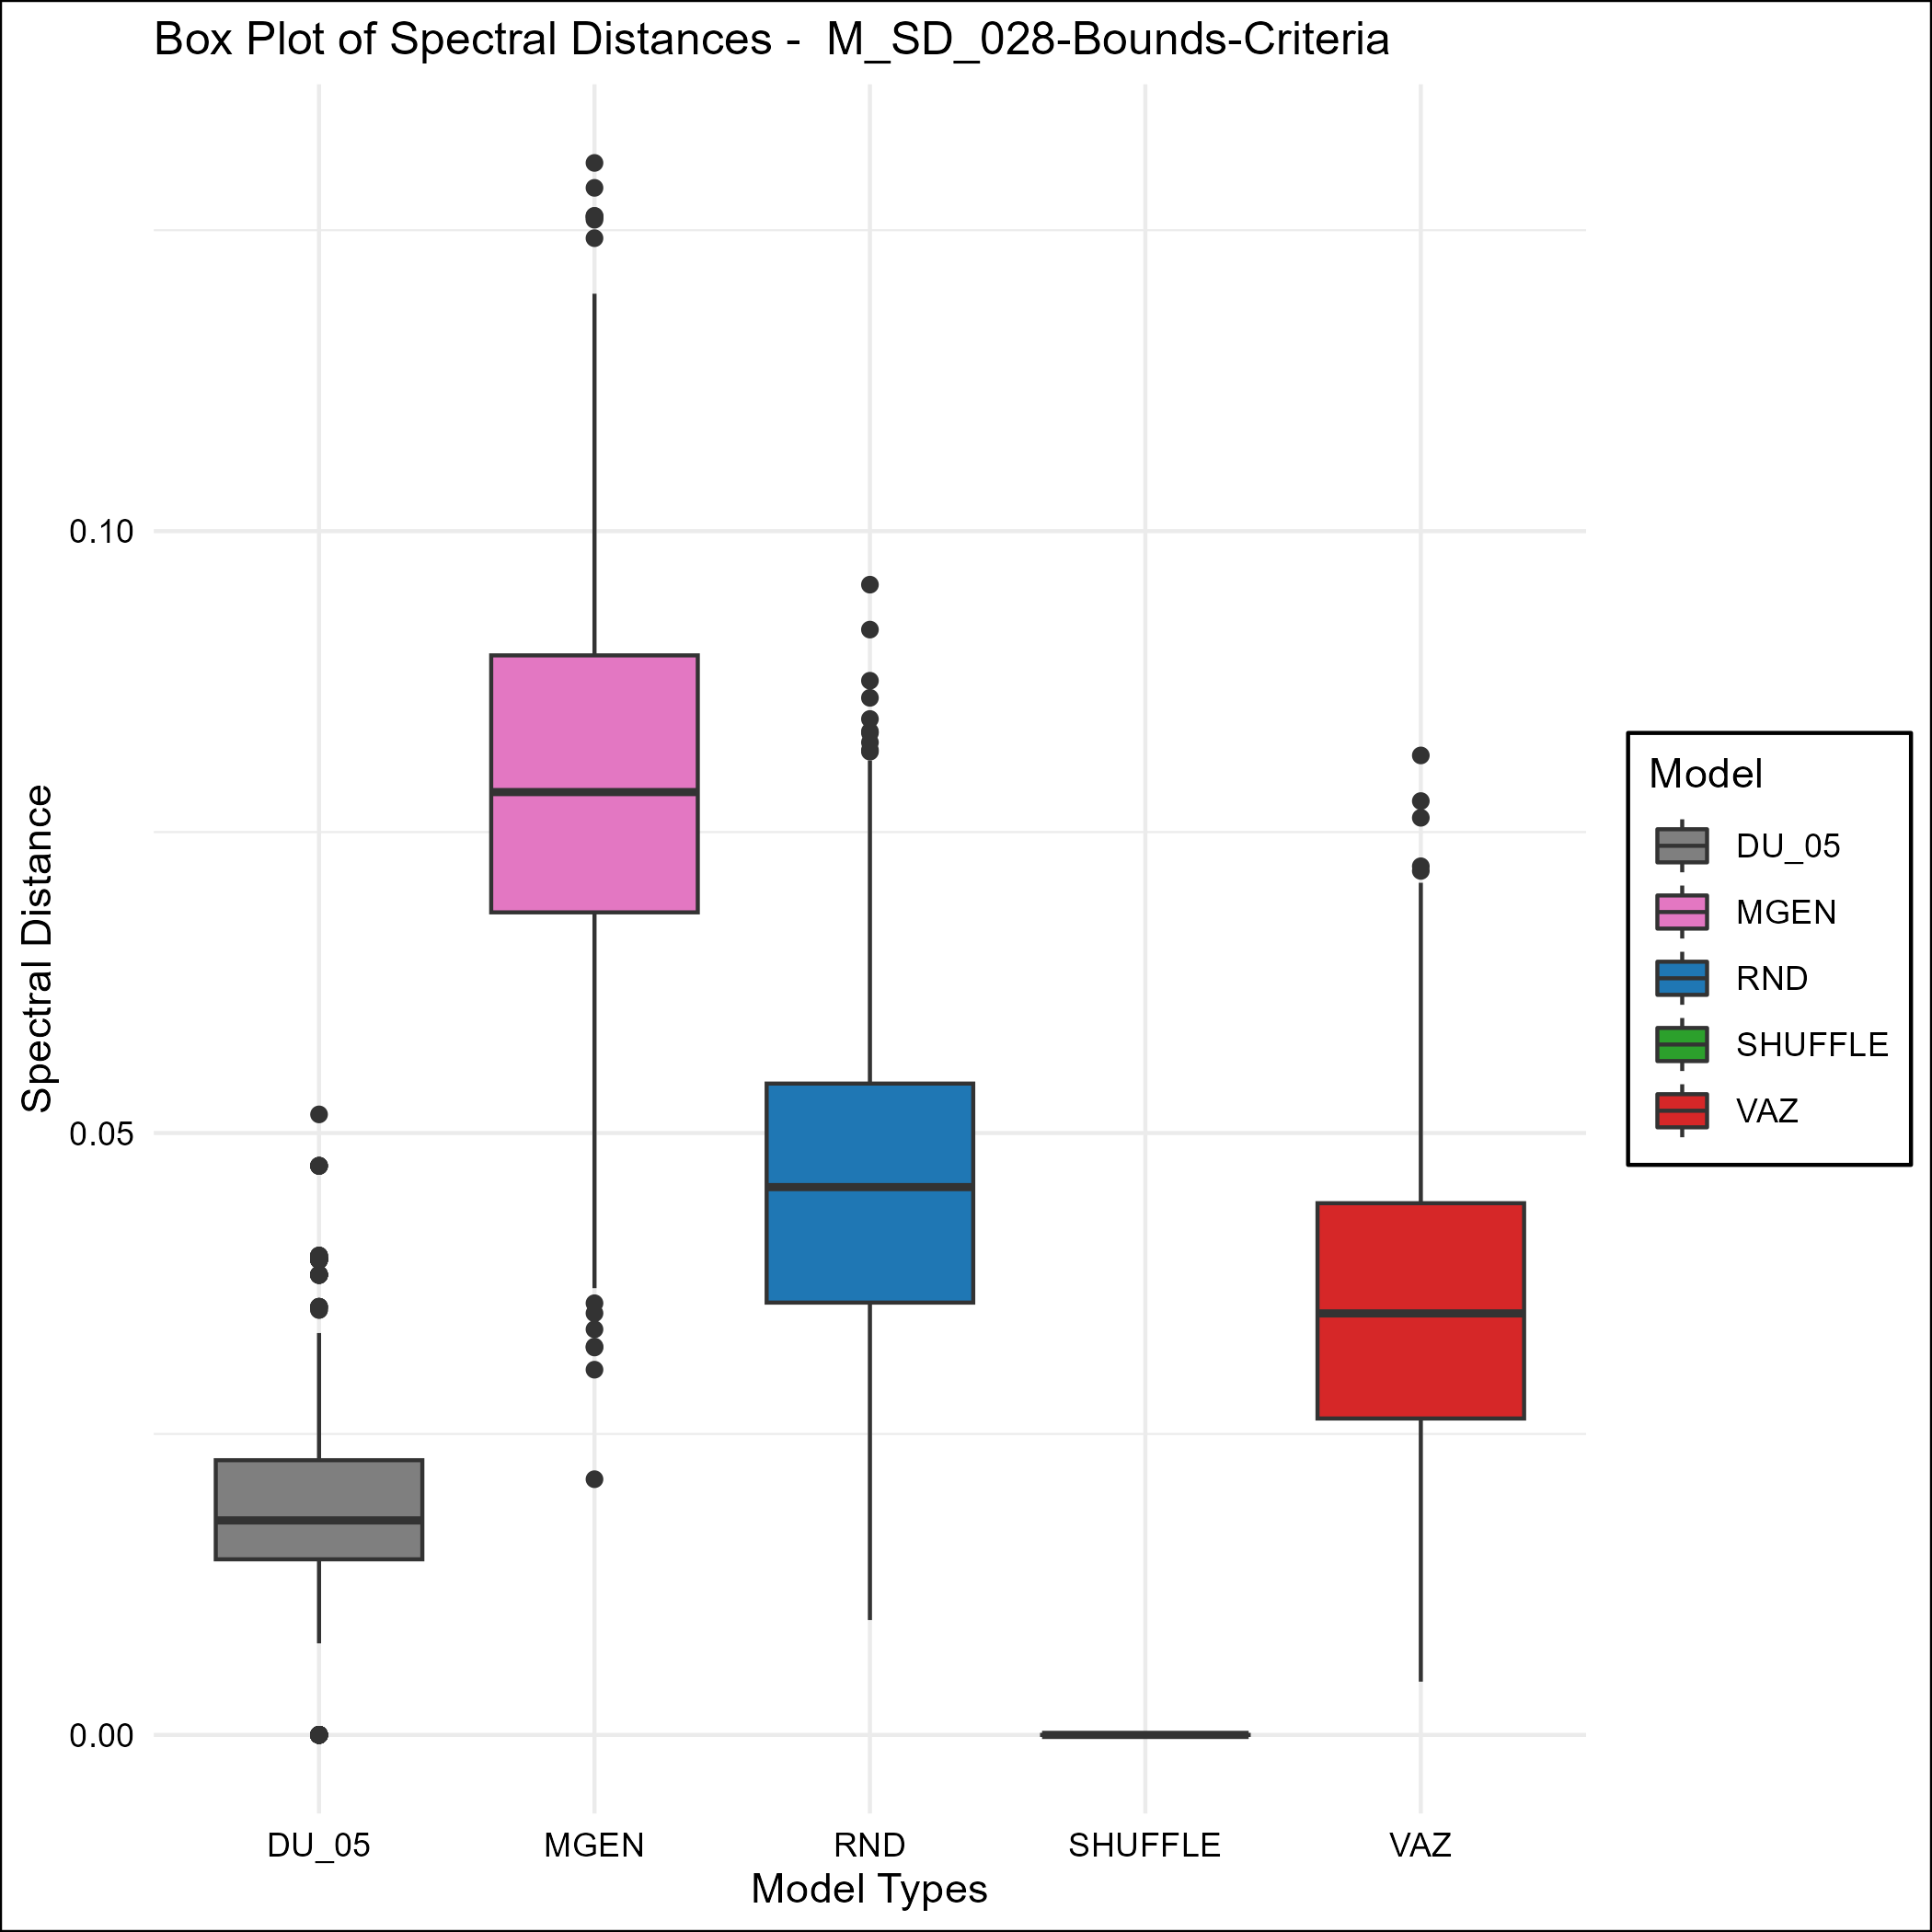 Box Plot of Spectral Distances -  M_SD_028-Bounds-Criteria
Spectral Distance
0.10
0.05
0.00
DU_05
MGEN
RND
SHUFFLE
VAZ
Model Types
Model
DU_05
MGEN
RND
SHUFFLE
VAZ